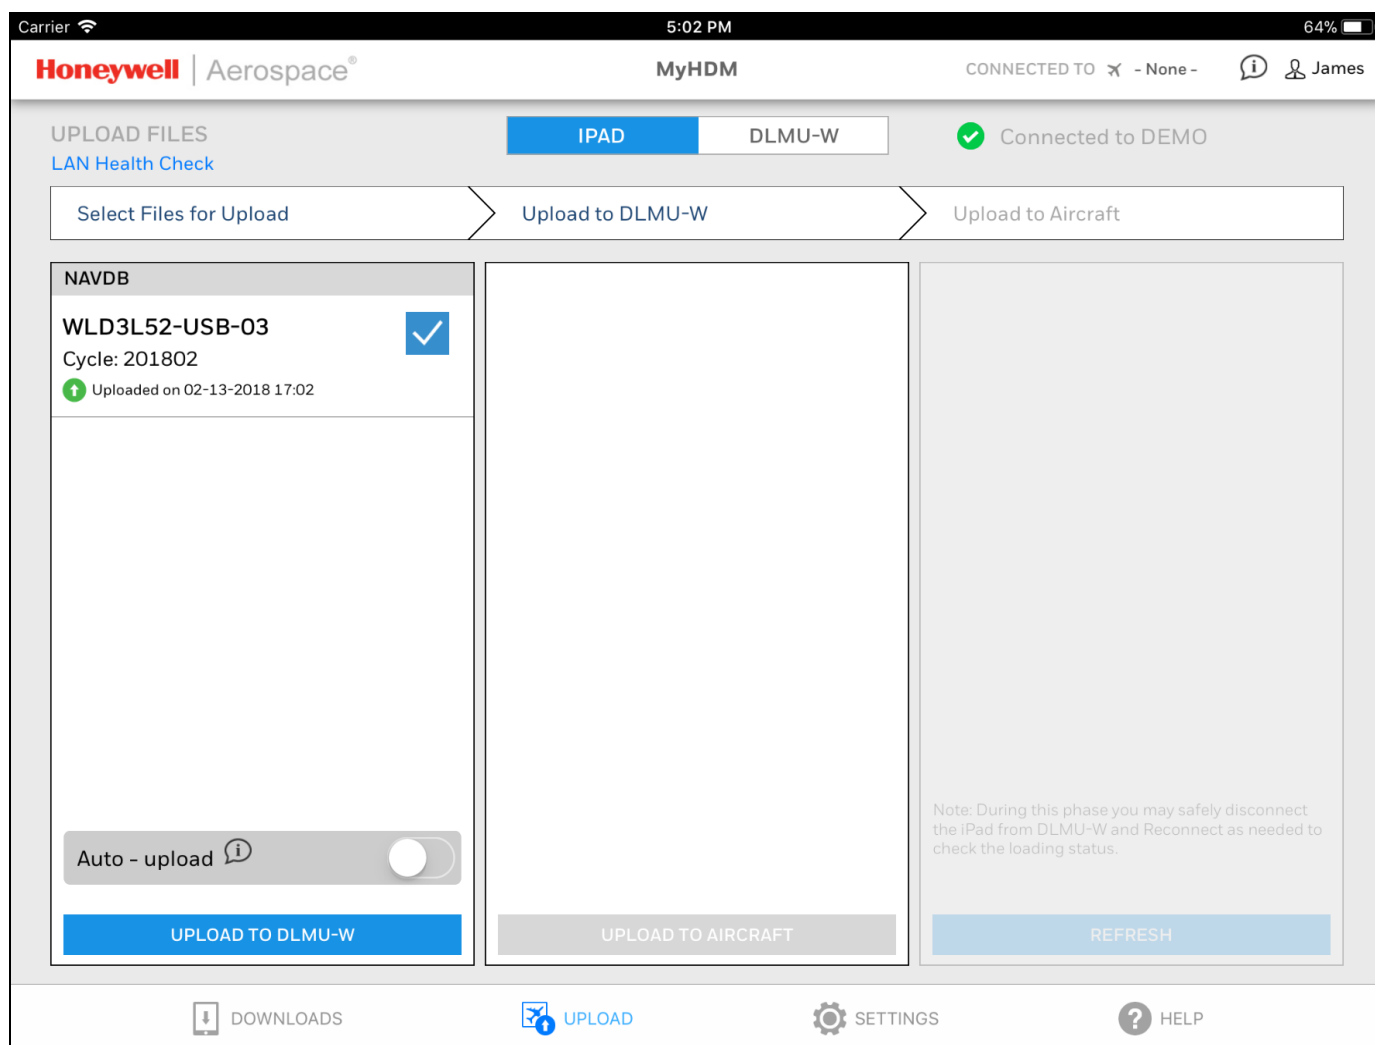 Carrier 5:02 PM 64%
Honeywell | Aerospace® MyHDM CONNECTED TO - None - James
UPLOAD FILES IPAD DLMU-W Connected to DEMO
LAN Health Check
Select Files for Upload Upload to DLMU-W Upload to Aircraft
NAVDB
WLD3L52-USB-03
Cycle: 201802
Uploaded on 02-13-2018 17:02
Note: During this phase you may safely disconnect
the iPad from DLMU-W and Reconnect as needed to
check the loading status.
Auto - upload
UPLOAD TO DLMU-W UPLOAD TO AIRCRAFT REFRESH
DOWNLOADS UPLOAD SETTINGS HELP